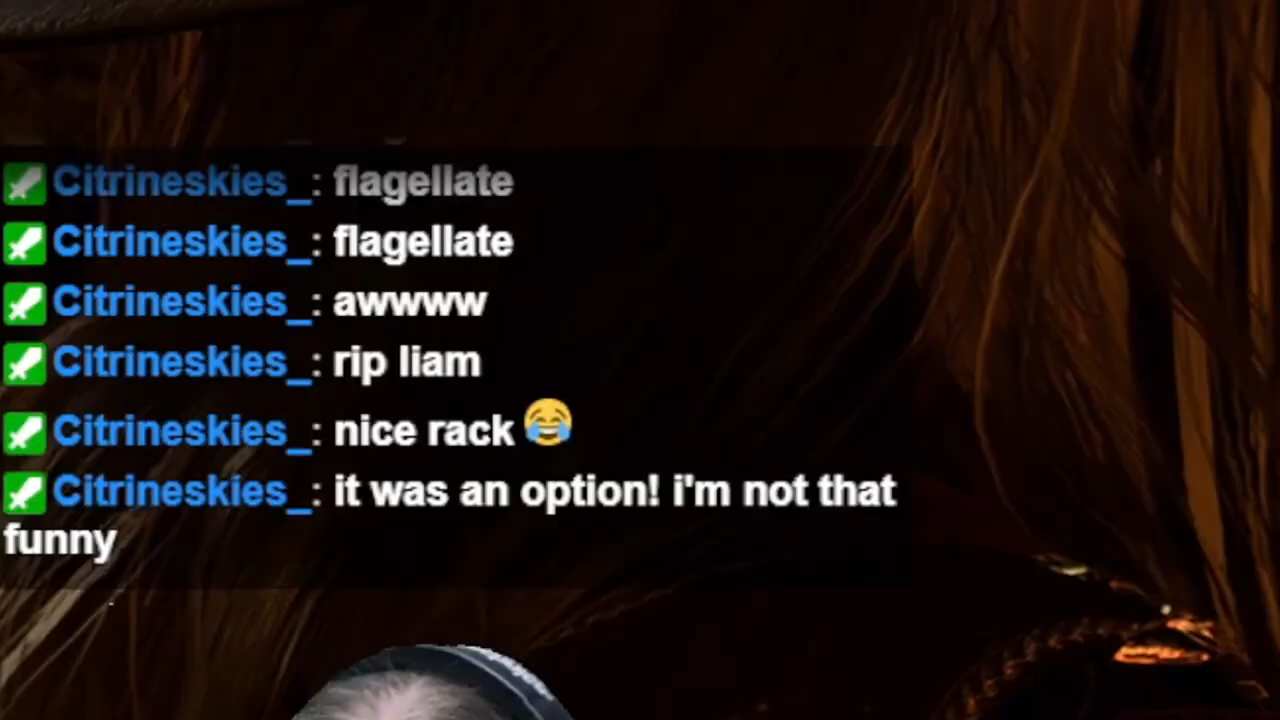 Citrineskies_: flagellate
Citrineskies_: flagellate
Citrineskies_: awwww
Citrineskies_: rip liam
Citrineskies_: nice rack 😂
Citrineskies_: it was an option! i'm not that
funny